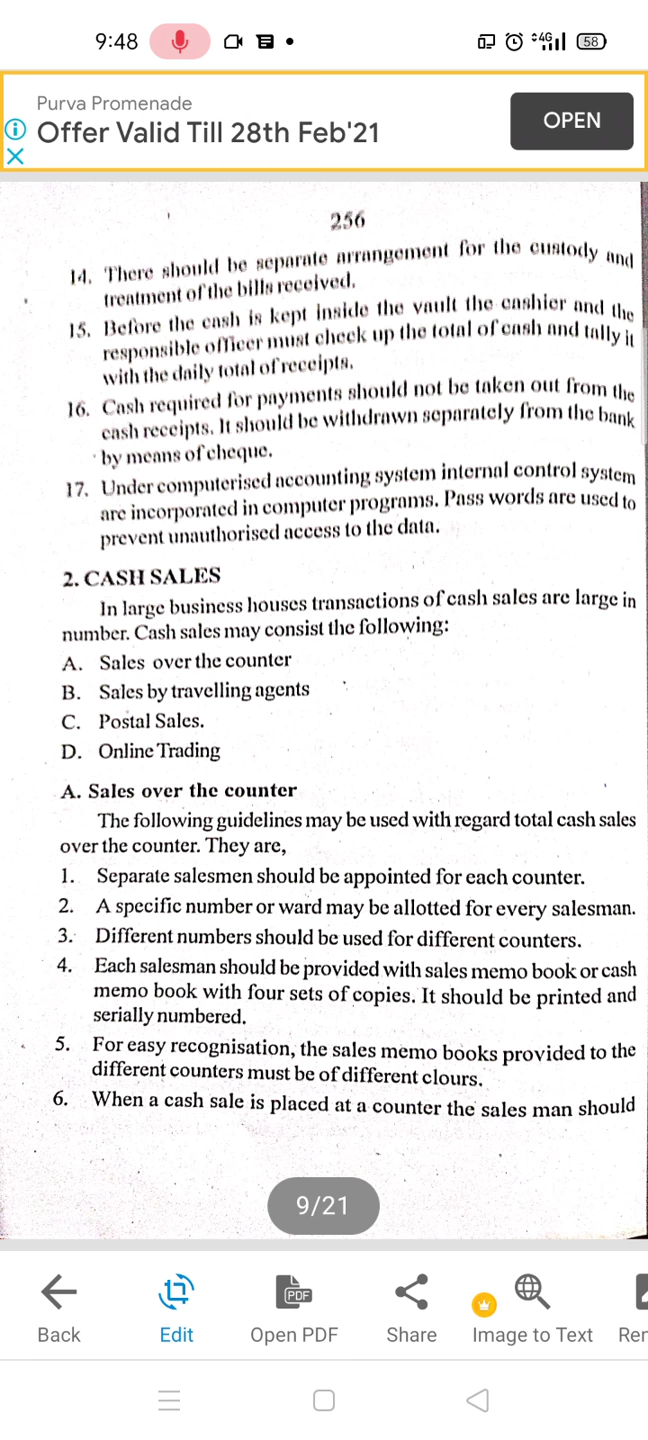 9:48
4G
58
Purva Promenade
Offer Valid Till 28th Feb'21
OPEN
256
14. There should be separate arrangement for the custody and
treatment of the bills received.
15. Before the cash is kept inside the vault the cashier and the
responsible officer must check up the total of cash and tally it
with the daily total of receipts.
16. Cash required for payments should not be taken out from the
cash receipts. It should be withdrawn separately from the bank
by means of cheque.
17. Under computerised accounting system internal control system
are incorporated in computer programs. Pass words are used to
prevent unauthorised access to the data.
2. CASH SALES
In large business houses transactions of cash sales are large in
number. Cash sales may consist the following:
A. Sales over the counter
B. Sales by travelling agents
C. Postal Sales.
D. Online Trading
A. Sales over the counter
The following guidelines may be used with regard total cash sales
over the counter. They are,
1. Separate salesmen should be appointed for each counter.
2. A specific number or ward may be allotted for every salesman.
3. Different numbers should be used for different counters.
4. Each salesman should be provided with sales memo book or cash
memo book with four sets of copies. It should be printed and
serially numbered.
5. For easy recognisation, the sales memo books provided to the
different counters must be of different clours.
6. When a cash sale is placed at a counter the sales man should
9/21
PDF
Back
Edit
Open PDF
Share
Image to Text
Rer